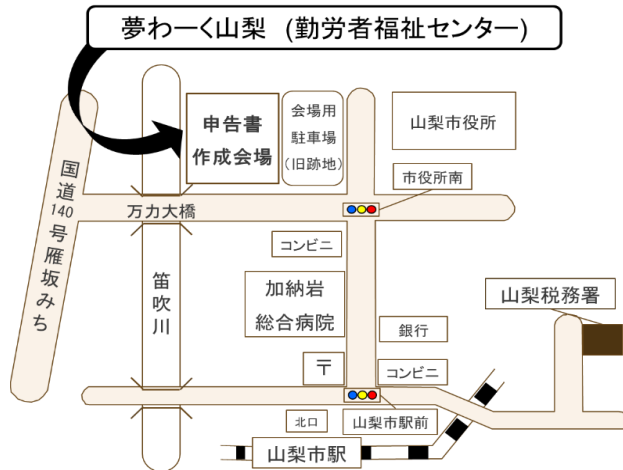 夢わーく山梨 (勤労者福祉センター)
申告書
作成会場
会場用
駐車場
(旧跡地)
山梨市役所
市役所南
国道140号雁坂みち
万力大橋
笛吹川
コンビニ
加納岩
総合病院
山梨税務署
銀行
〒
コンビニ
北口
山梨市駅前
山梨市駅